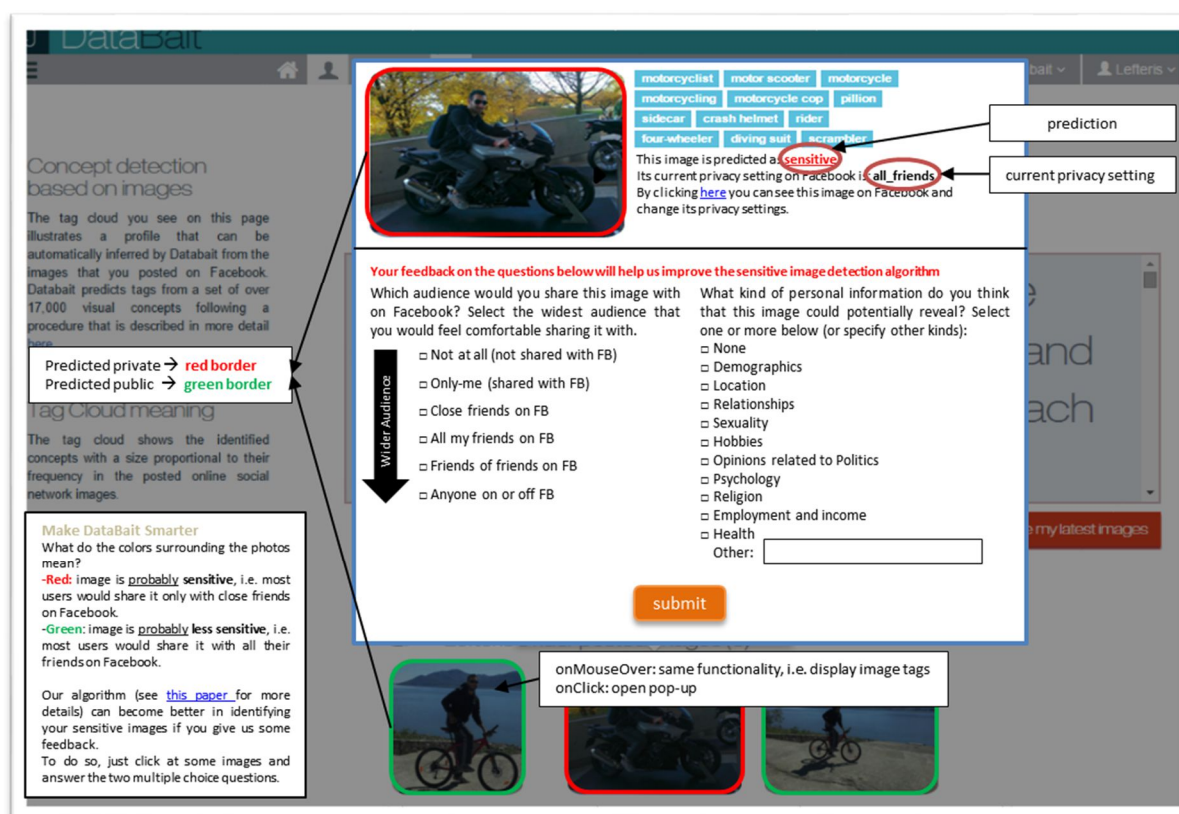 DataBait
bait
Lefteris
motorcyclist motor scooter motorcycle
motorcycling motorcycle cop pillion
sidecar crash helmet rider
four-wheeler diving suit scrambler
This image is predicted as sensitive
Its current privacy setting on Facebook is all_friends
By clicking here you can see this image on Facebook and
change its privacy settings.
prediction
current privacy setting
Concept detection
based on images
The tag cloud you see on this page
illustrates a profile that can be
automatically inferred by Databait from the
images that you posted on Facebook.
Databait predicts tags from a set of over
17,000 visual concepts following a
procedure that is described in more detail
here
Predicted private → red border
Predicted public → green border
Tag Cloud meaning
The tag cloud shows the identified
concepts with a size proportional to their
frequency in the posted online social
network images.
Your feedback on the questions below will help us improve the sensitive image detection algorithm
Which audience would you share this image with
on Facebook? Select the widest audience that
you would feel comfortable sharing it with.
Wider Audience
Not at all (not shared with FB)
Only-me (shared with FB)
Close friends on FB
All my friends on FB
Friends of friends on FB
Anyone on or off FB
What kind of personal information do you think
that this image could potentially reveal? Select
one or more below (or specify other kinds):
None
Demographics
Location
Relationships
Sexuality
Hobbies
Opinions related to Politics
Psychology
Religion
Employment and income
Health
Other:
submit
and
ach
my latest images
Make DataBait Smarter
What do the colors surrounding the photos
mean?
-Red: image is probably sensitive, i.e. most
users would share it only with close friends
on Facebook.
-Green: image is probably less sensitive, i.e.
most users would share it with all their
friends on Facebook.
Our algorithm (see this paper for more
details) can become better in identifying
your sensitive images if you give us some
feedback.
To do so, just click at some images and
answer the two multiple choice questions.
onMouseOver: same functionality, i.e. display image tags
onClick: open pop-up